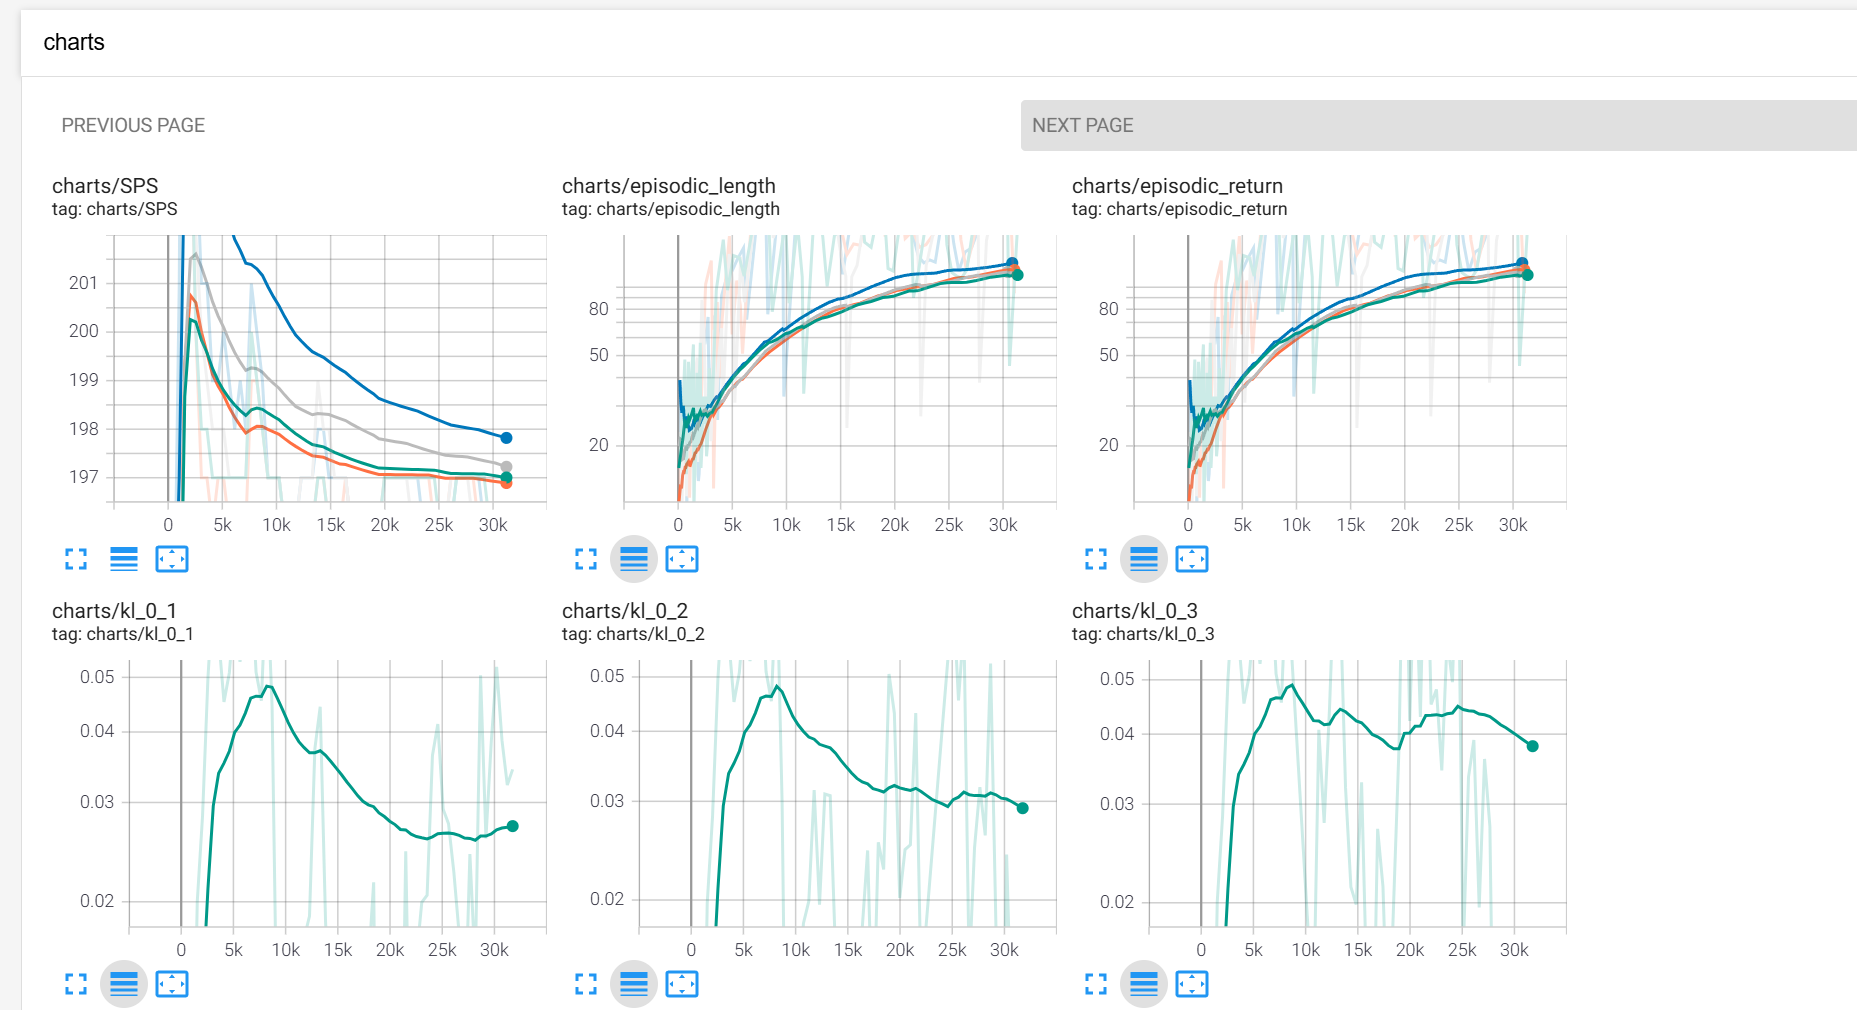 charts
PREVIOUS PAGE
NEXT PAGE
charts/SPS
tag: charts/SPS
201
200
199
198
197
0 5k 10k 15k 20k 25k 30k
charts/episodic_length
tag: charts/episodic_length
80
50
20
0 5k 10k 15k 20k 25k 30k
charts/episodic_return
tag: charts/episodic_return
80
50
20
0 5k 10k 15k 20k 25k 30k
charts/kl_0_1
tag: charts/kl_0_1
0.05
0.04
0.03
0.02
0 5k 10k 15k 20k 25k 30k
charts/kl_0_2
tag: charts/kl_0_2
0.05
0.04
0.03
0.02
0 5k 10k 15k 20k 25k 30k
charts/kl_0_3
tag: charts/kl_0_3
0.05
0.04
0.03
0.02
0 5k 10k 15k 20k 25k 30k